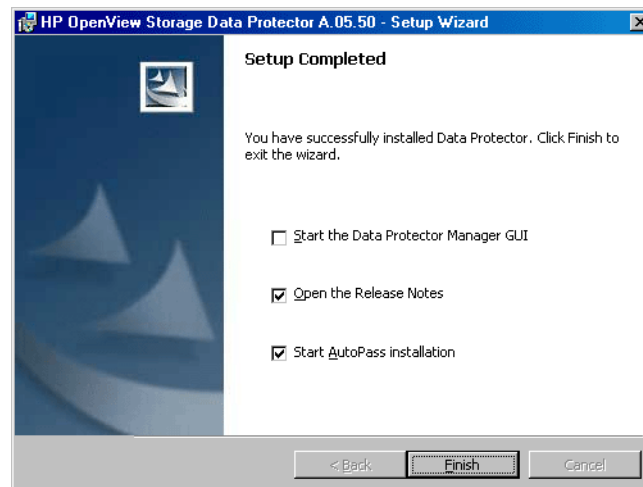 HP OpenView Storage Data Protector A.05.50 - Setup Wizard
Setup Completed
You have successfully installed Data Protector. Click Finish to
exit the wizard.
Start the Data Protector Manager GUI
Open the Release Notes
Start AutoPass installation
< Back
Finish
Cancel